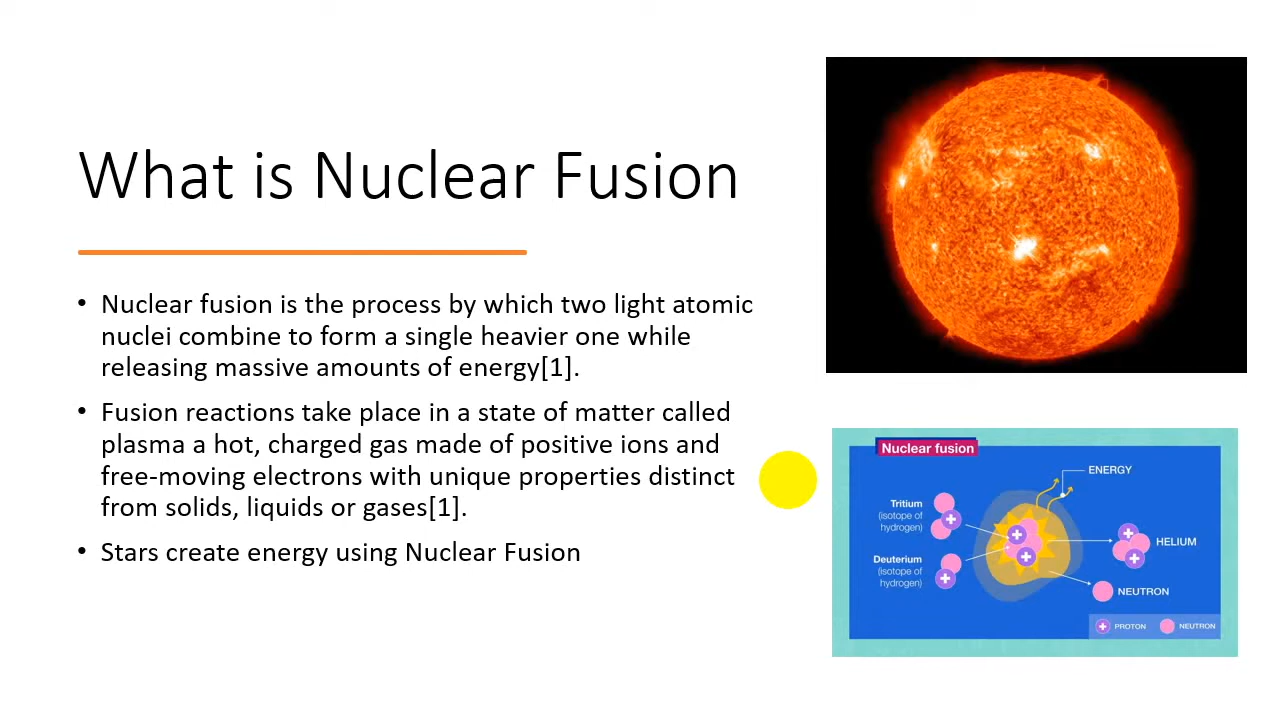 What is Nuclear Fusion
• Nuclear fusion is the process by which two light atomic
nuclei combine to form a single heavier one while
releasing massive amounts of energy[1].
• Fusion reactions take place in a state of matter called
plasma a hot, charged gas made of positive ions and
free-moving electrons with unique properties distinct
from solids, liquids or gases[1].
• Stars create energy using Nuclear Fusion
Nuclear fusion
ENERGY
Tritium
(isotope of
hydrogen)
Deuterium
(isotope of
hydrogen)
HELIUM
NEUTRON
PROTON
NEUTRON